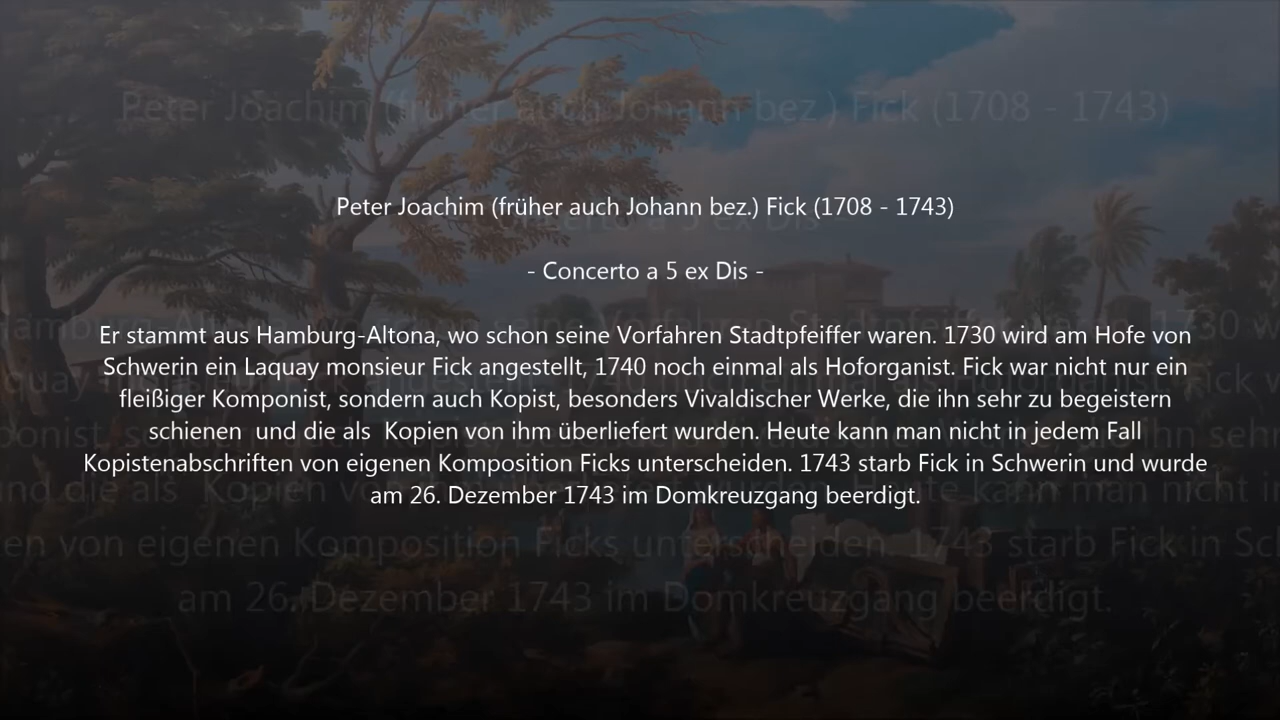 Peter Joachim (früher auch Johann bez.) Fick (1708 - 1743)
- Concerto a 5 ex Dis -
Er stammt aus Hamburg-Altona, wo schon seine Vorfahren Stadtpfeiffer waren. 1730 wird am Hofe von
Schwerin ein Laquay monsieur Fick angestellt, 1740 noch einmal als Hoforganist. Fick war nicht nur ein
fleißiger Komponist, sondern auch Kopist, besonders Vivaldischer Werke, die ihn sehr zu begeistern
schienen  und die als  Kopien von ihm überliefert wurden. Heute kann man nicht in jedem Fall
Kopistenabschriften von eigenen Komposition Ficks unterscheiden. 1743 starb Fick in Schwerin und wurde
am 26. Dezember 1743 im Domkreuzgang beerdigt.